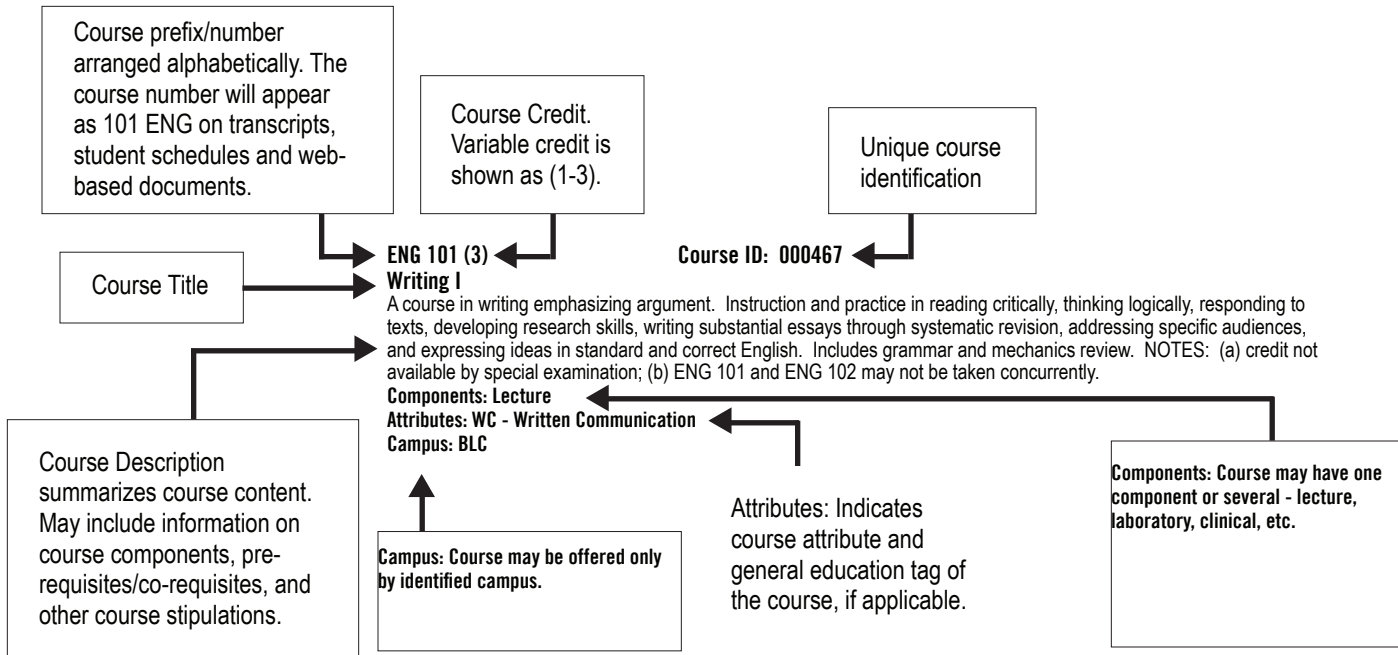 Course prefix/number
arranged alphabetically. The
course number will appear
as 101 ENG on transcripts,
student schedules and web-
based documents.
Course Credit.
Variable credit is
shown as (1-3).
Unique course
identification
ENG 101 (3)
Course ID: 000467
Course Title
Writing I
A course in writing emphasizing argument. Instruction and practice in reading critically, thinking logically, responding to
texts, developing research skills, writing substantial essays through systematic revision, addressing specific audiences,
and expressing ideas in standard and correct English. Includes grammar and mechanics review. NOTES: (a) credit not
available by special examination; (b) ENG 101 and ENG 102 may not be taken concurrently.
Components: Lecture
Attributes: WC - Written Communication
Campus: BLC
Course Description
summarizes course content.
May include information on
course components, pre-
requisites/co-requisites, and
other course stipulations.
Campus: Course may be offered only
by identified campus.
Attributes: Indicates
course attribute and
general education tag of
the course, if applicable.
Components: Course may have one
component or several - lecture,
laboratory, clinical, etc.